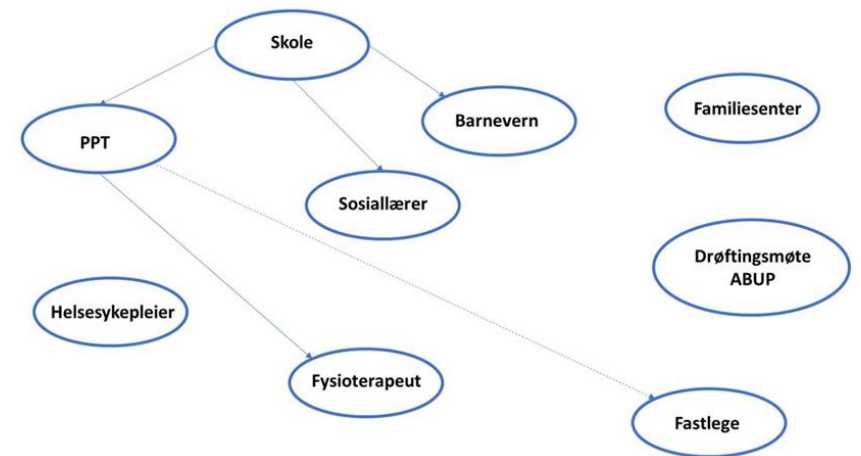 Skole
Familiesenter
Barnevern
PPT
Sosiallærer
Drøftingsmøte
ABUP
Helsesykepleier
Fysioterapeut
Fastlege